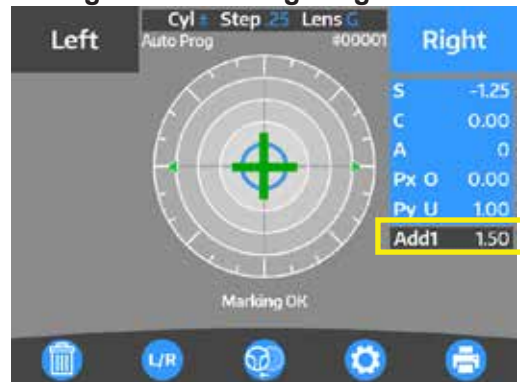 Left
Cyl ± Step .25 Lens G
Auto Prog #00001
Right
S -1.25
C 0.00
A 0
Px O 0.00
Py U 1.00
Add1 1.50
Marking OK
L/R